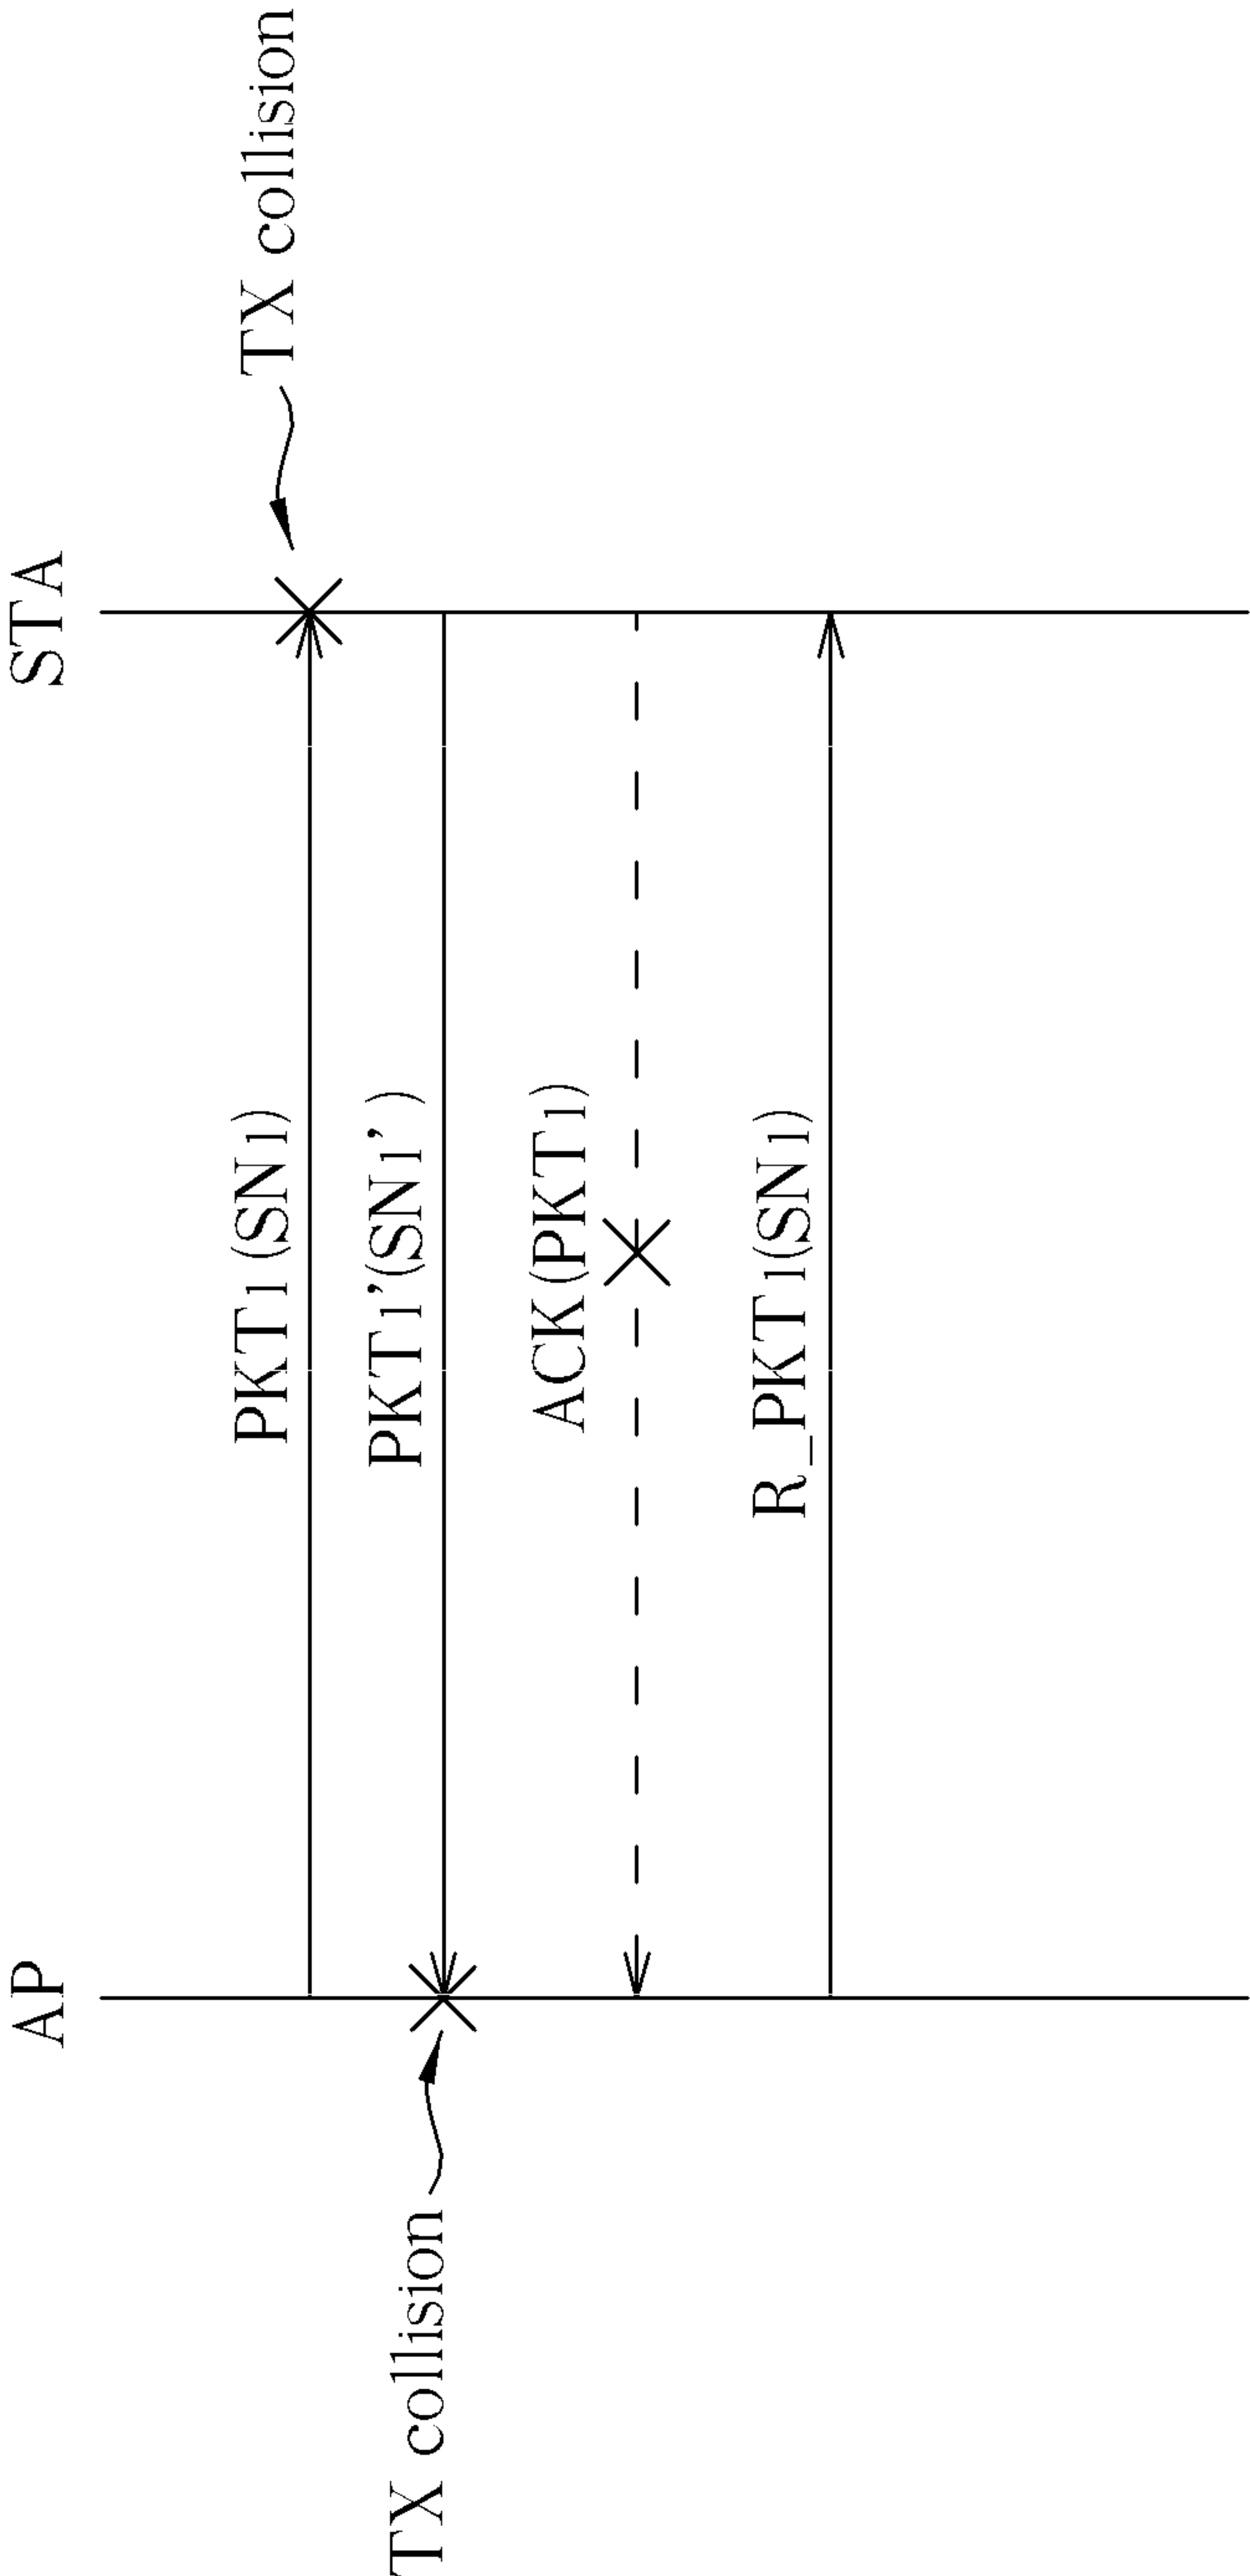 AP
STA
PKT1(SN1)
TX collision
PKT1'(SN1')
TX collision
ACK(PKT1)
R_PKT1(SN1)